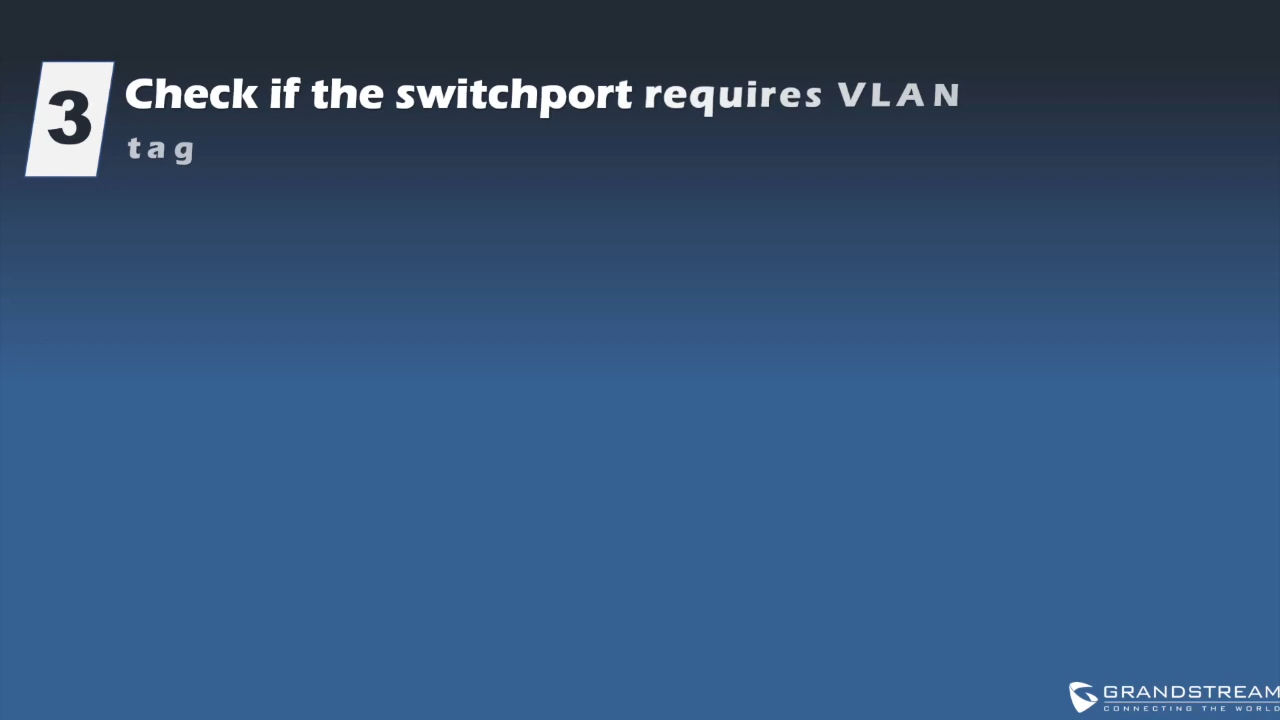 3
Check if the switchport requires VLAN
tag
GRANDSTREAM
CONNECTING THE WORLD